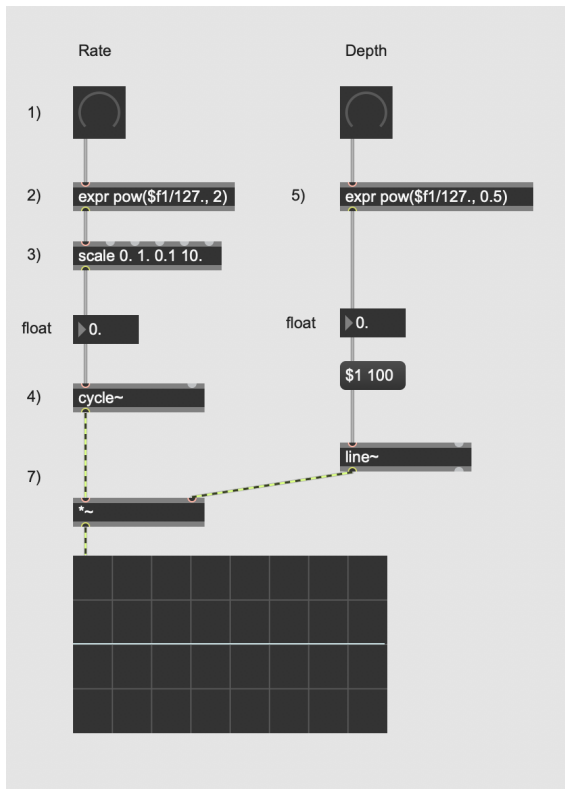 Rate Depth
1)
2) expr pow($f1/127., 2) 5) expr pow($f1/127., 0.5)
3) scale 0. 1. 0.1 10.
float 0. float 0.
$1 100
4) cycle~
line~
7)
*~